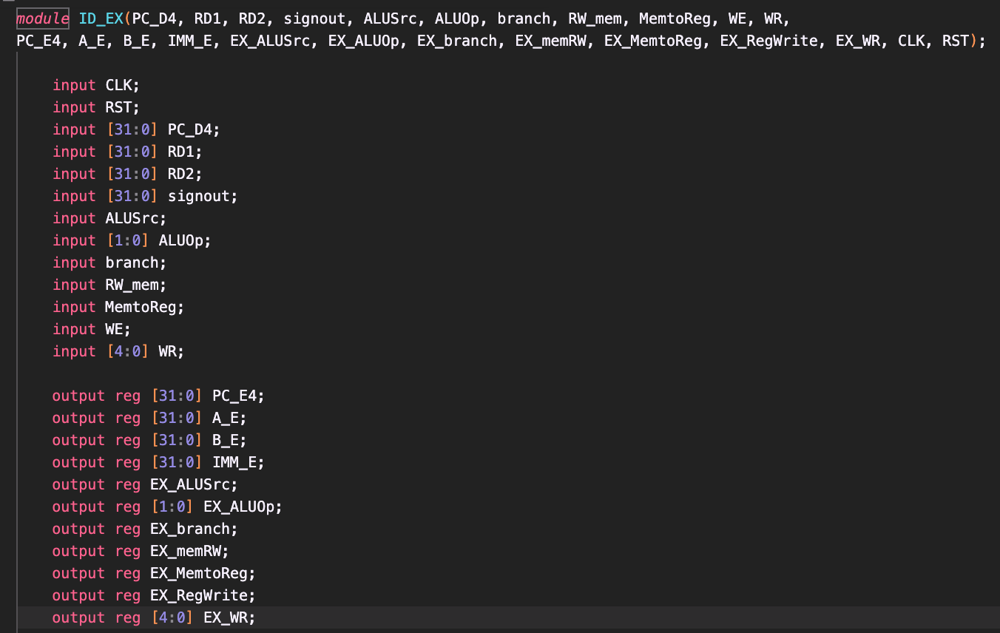 module ID_EX(PC_D4, RD1, RD2, signout, ALUSrc, ALUOp, branch, RW_mem, MemtoReg, WE, WR,
PC_E4, A_E, B_E, IMM_E, EX_ALUSrc, EX_ALUOp, EX_branch, EX_memRW, EX_MemtoReg, EX_RegWrite, EX_WR, CLK, RST);
input CLK;
input RST;
input [31:0] PC_D4;
input [31:0] RD1;
input [31:0] RD2;
input [31:0] signout;
input ALUSrc;
input [1:0] ALUOp;
input branch;
input RW_mem;
input MemtoReg;
input WE;
input [4:0] WR;
output reg [31:0] PC_E4;
output reg [31:0] A_E;
output reg [31:0] B_E;
output reg [31:0] IMM_E;
output reg EX_ALUSrc;
output reg [1:0] EX_ALUOp;
output reg EX_branch;
output reg EX_memRW;
output reg EX_MemtoReg;
output reg EX_RegWrite;
output reg [4:0] EX_WR;